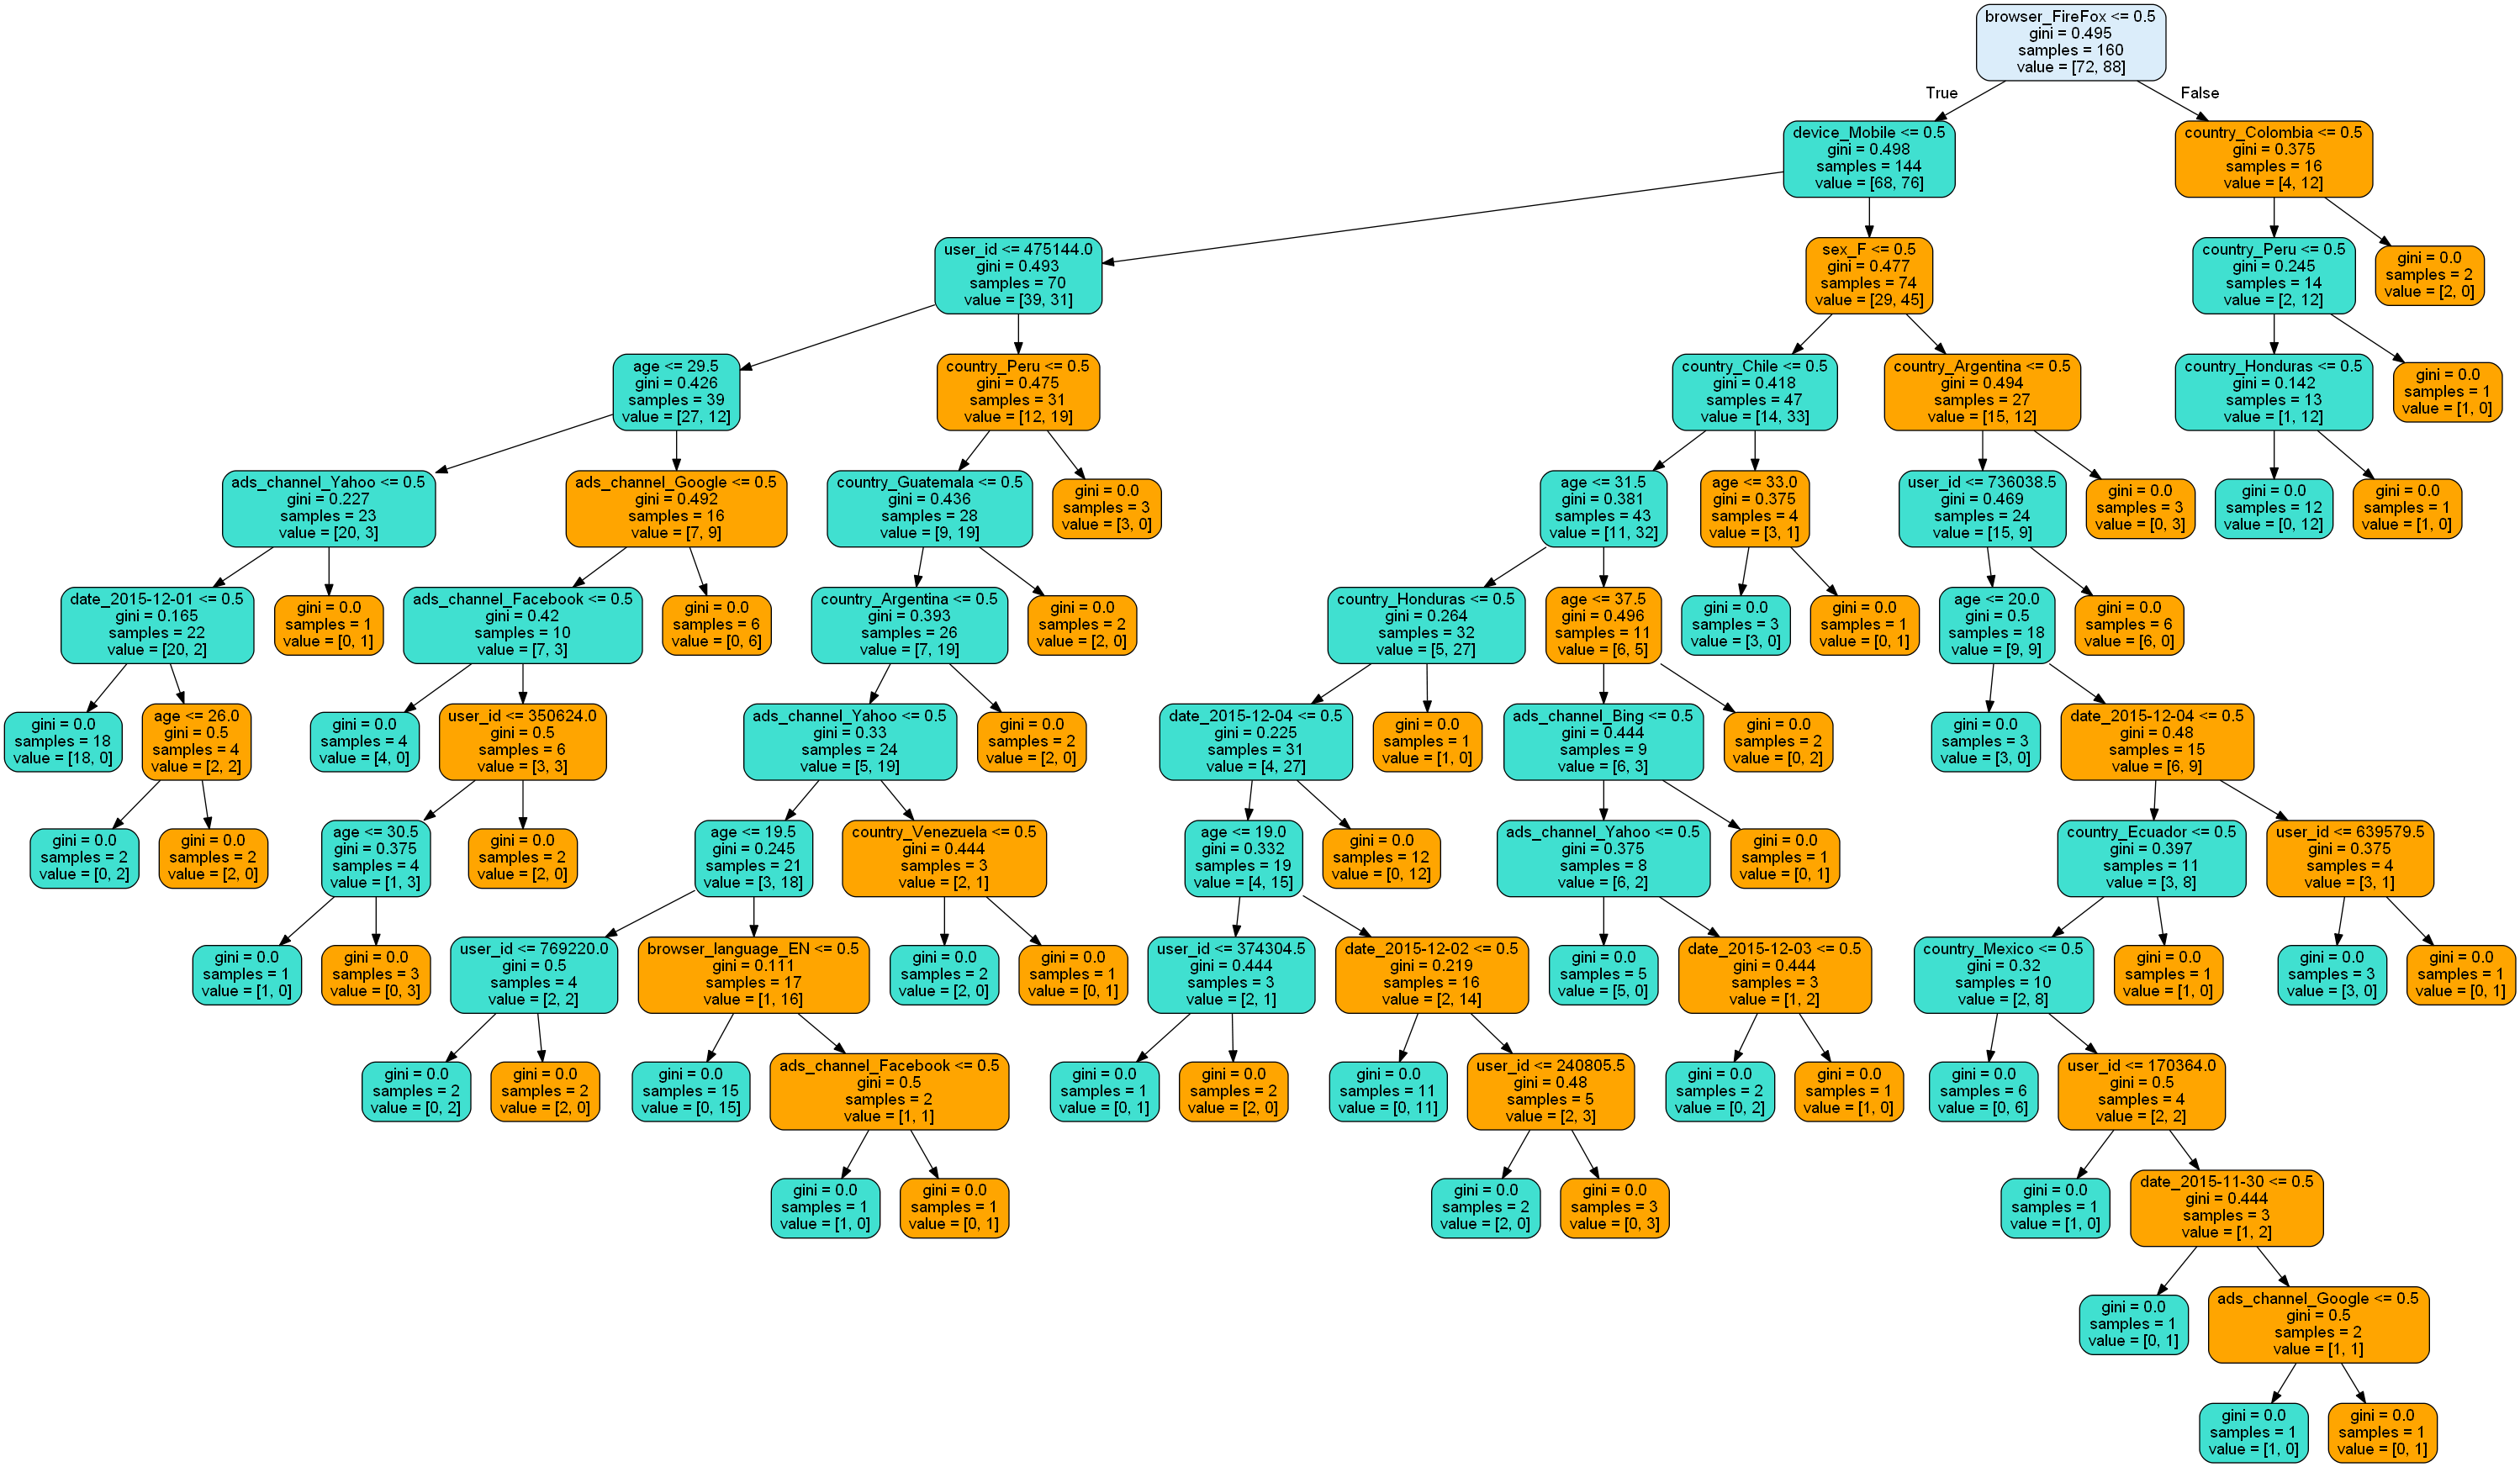 browser_FireFox <= 0.5
gini = 0.495
samples = 160
value = [72, 88]
True
False
device_Mobile <= 0.5
gini = 0.498
samples = 144
value = [68, 76]
country_Colombia <= 0.5
gini = 0.375
samples = 16
value = [4, 12]
user_id <= 475144.0
gini = 0.493
samples = 70
value = [39, 31]
sex_F <= 0.5
gini = 0.477
samples = 74
value = [29, 45]
country_Peru <= 0.5
gini = 0.245
samples = 14
value = [2, 12]
gini = 0.0
samples = 2
value = [2, 0]
age <= 29.5
gini = 0.426
samples = 39
value = [27, 12]
country_Peru <= 0.5
gini = 0.475
samples = 31
value = [12, 19]
country_Chile <= 0.5
gini = 0.418
samples = 47
value = [14, 33]
country_Argentina <= 0.5
gini = 0.494
samples = 27
value = [15, 12]
country_Honduras <= 0.5
gini = 0.142
samples = 13
value = [1, 12]
gini = 0.0
samples = 1
value = [1, 0]
ads_channel_Yahoo <= 0.5
gini = 0.227
samples = 23
value = [20, 3]
ads_channel_Google <= 0.5
gini = 0.492
samples = 16
value = [7, 9]
country_Guatemala <= 0.5
gini = 0.436
samples = 28
value = [9, 19]
gini = 0.0
samples = 3
value = [3, 0]
age <= 31.5
gini = 0.381
samples = 43
value = [11, 32]
age <= 33.0
gini = 0.375
samples = 4
value = [3, 1]
user_id <= 736038.5
gini = 0.469
samples = 24
value = [15, 9]
gini = 0.0
samples = 3
value = [0, 3]
gini = 0.0
samples = 12
value = [0, 12]
gini = 0.0
samples = 1
value = [1, 0]
date_2015-12-01 <= 0.5
gini = 0.165
samples = 22
value = [20, 2]
gini = 0.0
samples = 1
value = [0, 1]
ads_channel_Facebook <= 0.5
gini = 0.42
samples = 10
value = [7, 3]
gini = 0.0
samples = 6
value = [0, 6]
country_Argentina <= 0.5
gini = 0.393
samples = 26
value = [7, 19]
gini = 0.0
samples = 2
value = [2, 0]
country_Honduras <= 0.5
gini = 0.264
samples = 32
value = [5, 27]
age <= 37.5
gini = 0.496
samples = 11
value = [6, 5]
gini = 0.0
samples = 3
value = [3, 0]
gini = 0.0
samples = 1
value = [0, 1]
age <= 20.0
gini = 0.5
samples = 18
value = [9, 9]
gini = 0.0
samples = 6
value = [6, 0]
gini = 0.0
samples = 18
value = [18, 0]
age <= 26.0
gini = 0.5
samples = 4
value = [2, 2]
gini = 0.0
samples = 4
value = [4, 0]
user_id <= 350624.0
gini = 0.5
samples = 6
value = [3, 3]
ads_channel_Yahoo <= 0.5
gini = 0.33
samples = 24
value = [5, 19]
gini = 0.0
samples = 2
value = [2, 0]
date_2015-12-04 <= 0.5
gini = 0.225
samples = 31
value = [4, 27]
gini = 0.0
samples = 1
value = [1, 0]
ads_channel_Bing <= 0.5
gini = 0.444
samples = 9
value = [6, 3]
gini = 0.0
samples = 2
value = [0, 2]
gini = 0.0
samples = 3
value = [3, 0]
date_2015-12-04 <= 0.5
gini = 0.48
samples = 15
value = [6, 9]
gini = 0.0
samples = 2
value = [0, 2]
gini = 0.0
samples = 2
value = [2, 0]
age <= 30.5
gini = 0.375
samples = 4
value = [1, 3]
gini = 0.0
samples = 2
value = [2, 0]
age <= 19.5
gini = 0.245
samples = 21
value = [3, 18]
country_Venezuela <= 0.5
gini = 0.444
samples = 3
value = [2, 1]
age <= 19.0
gini = 0.332
samples = 19
value = [4, 15]
gini = 0.0
samples = 12
value = [0, 12]
ads_channel_Yahoo <= 0.5
gini = 0.375
samples = 8
value = [6, 2]
gini = 0.0
samples = 1
value = [0, 1]
country_Ecuador <= 0.5
gini = 0.397
samples = 11
value = [3, 8]
user_id <= 639579.5
gini = 0.375
samples = 4
value = [3, 1]
gini = 0.0
samples = 1
value = [1, 0]
gini = 0.0
samples = 3
value = [0, 3]
user_id <= 769220.0
gini = 0.5
samples = 4
value = [2, 2]
browser_language_EN <= 0.5
gini = 0.111
samples = 17
value = [1, 16]
gini = 0.0
samples = 2
value = [2, 0]
gini = 0.0
samples = 1
value = [0, 1]
user_id <= 374304.5
gini = 0.444
samples = 3
value = [2, 1]
date_2015-12-02 <= 0.5
gini = 0.219
samples = 16
value = [2, 14]
gini = 0.0
samples = 5
value = [5, 0]
date_2015-12-03 <= 0.5
gini = 0.444
samples = 3
value = [1, 2]
country_Mexico <= 0.5
gini = 0.32
samples = 10
value = [2, 8]
gini = 0.0
samples = 1
value = [1, 0]
gini = 0.0
samples = 3
value = [3, 0]
gini = 0.0
samples = 1
value = [0, 1]
gini = 0.0
samples = 2
value = [0, 2]
gini = 0.0
samples = 2
value = [2, 0]
gini = 0.0
samples = 15
value = [0, 15]
ads_channel_Facebook <= 0.5
gini = 0.5
samples = 2
value = [1, 1]
gini = 0.0
samples = 1
value = [0, 1]
gini = 0.0
samples = 2
value = [2, 0]
gini = 0.0
samples = 11
value = [0, 11]
user_id <= 240805.5
gini = 0.48
samples = 5
value = [2, 3]
gini = 0.0
samples = 2
value = [0, 2]
gini = 0.0
samples = 1
value = [1, 0]
gini = 0.0
samples = 6
value = [0, 6]
user_id <= 170364.0
gini = 0.5
samples = 4
value = [2, 2]
gini = 0.0
samples = 1
value = [1, 0]
gini = 0.0
samples = 1
value = [0, 1]
gini = 0.0
samples = 2
value = [2, 0]
gini = 0.0
samples = 3
value = [0, 3]
gini = 0.0
samples = 1
value = [1, 0]
date_2015-11-30 <= 0.5
gini = 0.444
samples = 3
value = [1, 2]
gini = 0.0
samples = 1
value = [0, 1]
ads_channel_Google <= 0.5
gini = 0.5
samples = 2
value = [1, 1]
gini = 0.0
samples = 1
value = [1, 0]
gini = 0.0
samples = 1
value = [0, 1]